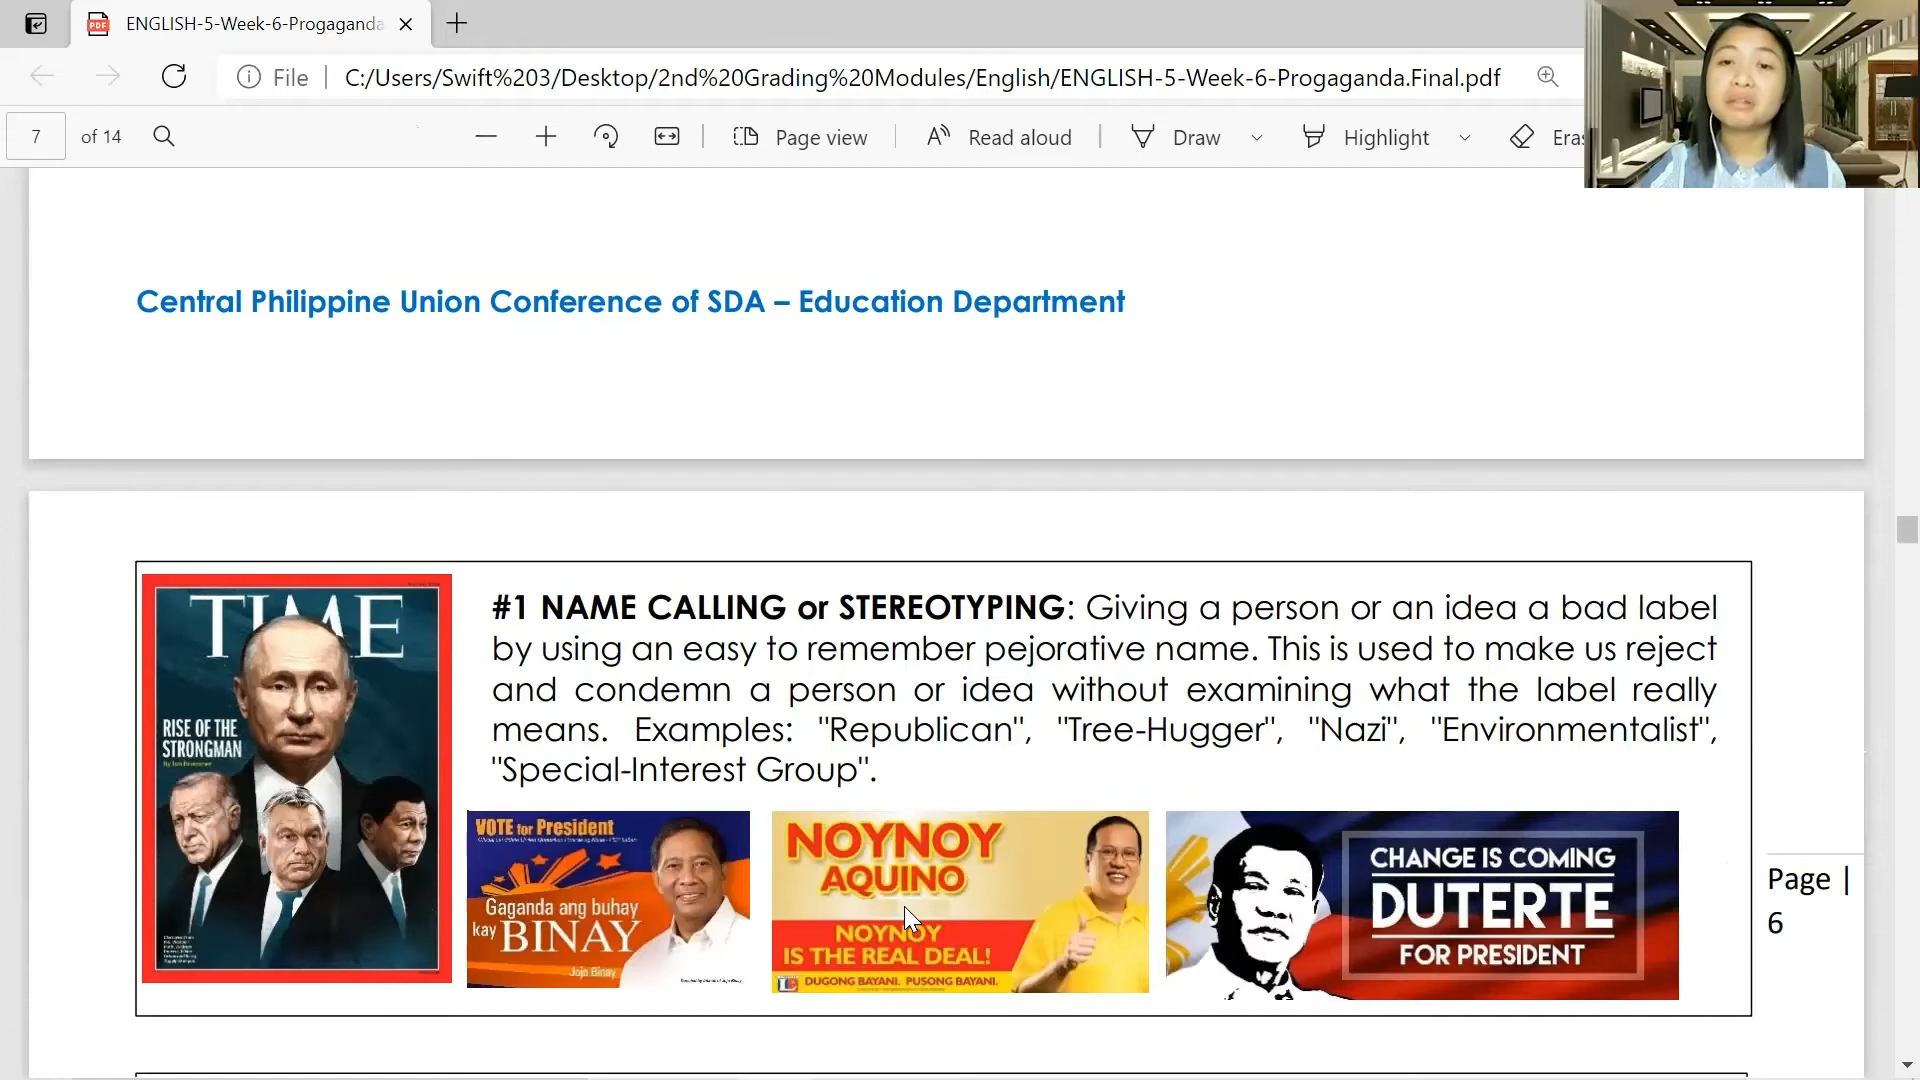 ENGLISH-5-Week-6-Progaganda
File
C:/Users/Swift%203/Desktop/2nd%20Grading%20Modules/English/ENGLISH-5-Week-6-Progaganda.Final.pdf
7 of 14
Page view
Read aloud
Draw
Highlight
Eras
Central Philippine Union Conference of SDA – Education Department
TIME
RISE OF THE
STRONGMAN
#1 NAME CALLING or STEREOTYPING: Giving a person or an idea a bad label
by using an easy to remember pejorative name. This is used to make us reject
and condemn a person or idea without examining what the label really
means. Examples: "Republican", "Tree-Hugger", "Nazi", "Environmentalist",
"Special-Interest Group".
VOTE for President
Gaganda ang buhay
kay BINAY
Jojo Binay
NOYNOY
AQUINO
NOYNOY
IS THE REAL DEAL!
DUGONG BAYANI. PUSONG BAYANI.
CHANGE IS COMING
DUTERTE
FOR PRESIDENT
Page |
6